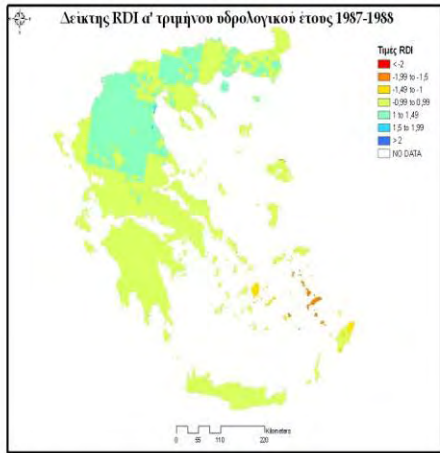 Δείκτης RDI α' τριμήνου υδρολογικού έτους 1987-1988
Τιμές RDI
< -2
-1,99 to -1,5
-1,49 to -1
-0,99 to 0,99
1 to 1,49
1,5 to 1,99
> 2
NO DATA
Kilometers
0 55 110 220